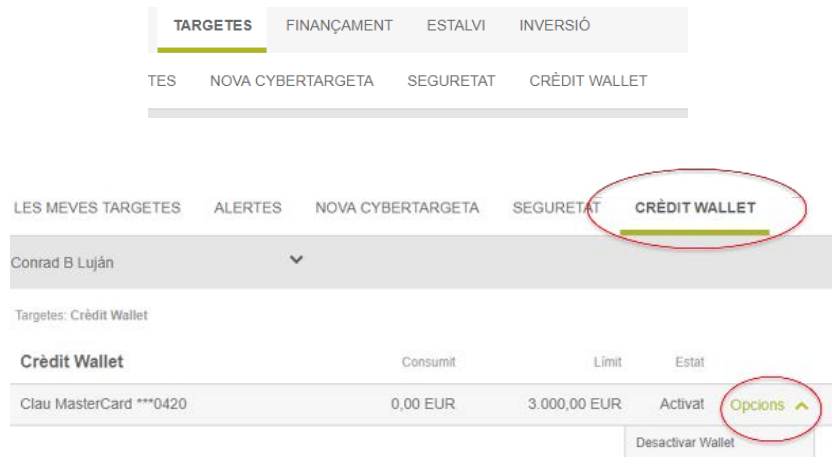 TARGETES FINANÇAMENT ESTALVI INVERSIÓ
TES NOVA CYBERTARGETA SEGURETAT CRÈDIT WALLET
LES MEVES TARGETES ALERTES NOVA CYBERTARGETA SEGURETAT CRÈDIT WALLET
Conrad B Luján
Targetes: Crèdit Wallet
Crèdit Wallet Consumit Límit Estat
Clau MasterCard ***0420 0,00 EUR 3.000,00 EUR Activat Opcions
Desactivar Wallet